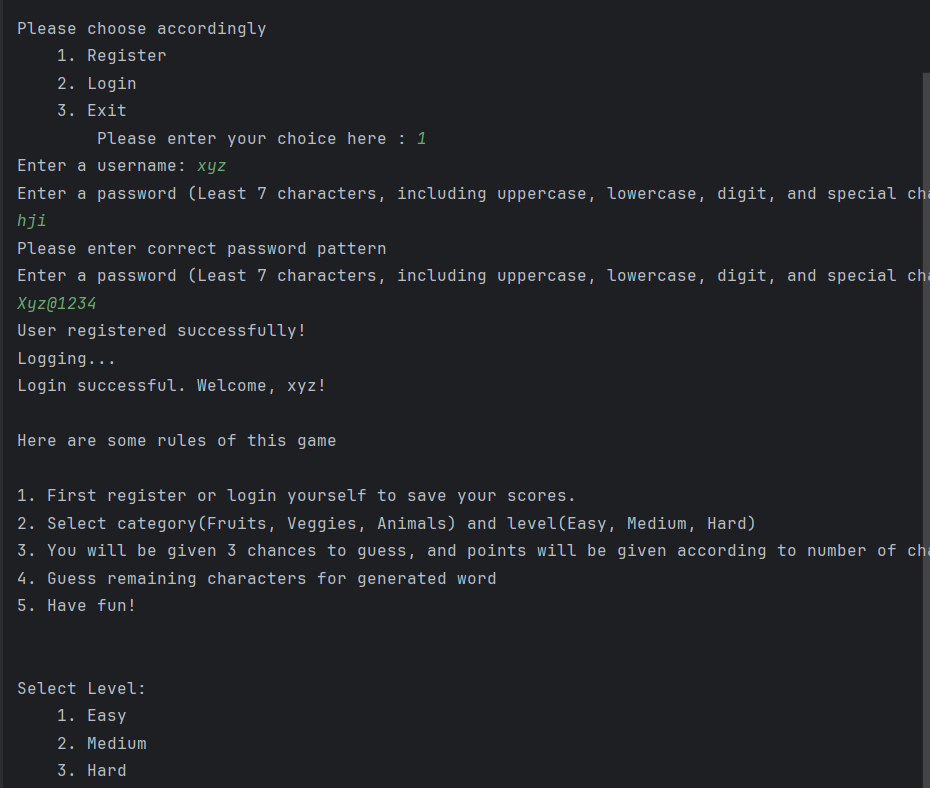 Please choose accordingly
1. Register
2. Login
3. Exit
Please enter your choice here : 1
Enter a username: xyz
Enter a password (Least 7 characters, including uppercase, lowercase, digit, and special
hji
Please enter correct password pattern
Enter a password (Least 7 characters, including uppercase, lowercase, digit, and special
Xyz@1234
User registered successfully!
Logging...
Login successful. Welcome, xyz!
Here are some rules of this game
1. First register or login yourself to save your scores.
2. Select category(Fruits, Veggies, Animals) and level(Easy, Medium, Hard)
3. You will be given 3 chances to guess, and points will be given according to number of
4. Guess remaining characters for generated word
5. Have fun!
Select Level:
1. Easy
2. Medium
3. Hard